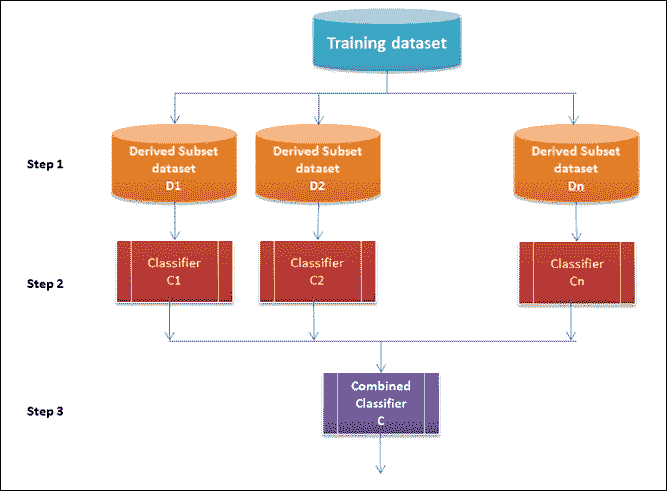 Training dataset
Step 1
Derived Subset
dataset
D1
Derived Subset
dataset
D2
Derived Subset
dataset
Dn
Step 2
Classifier
C1
Classifier
C2
Classifier
Cn
Step 3
Combined
Classifier
C